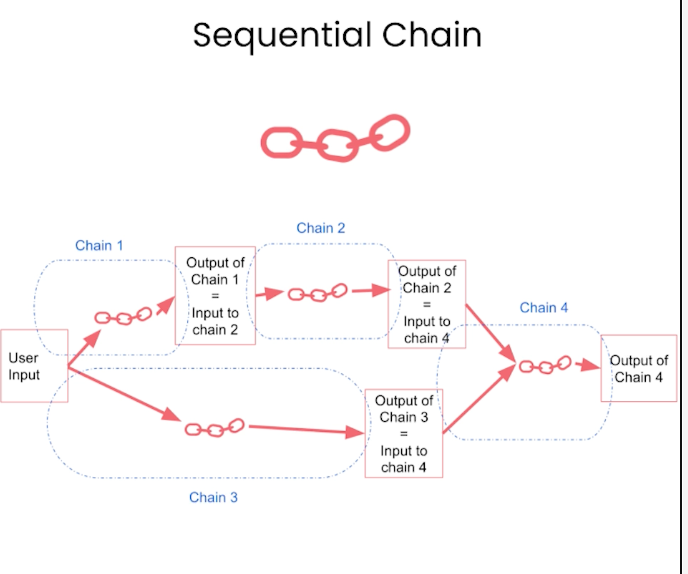 Sequential Chain
Chain 1
Chain 2
Chain 3
Chain 4
User
Input
Output of
Chain 1
=
Input to
chain 2
Output of
Chain 2
=
Input to
chain 4
Output of
Chain 3
=
Input to
chain 4
Output of
Chain 4